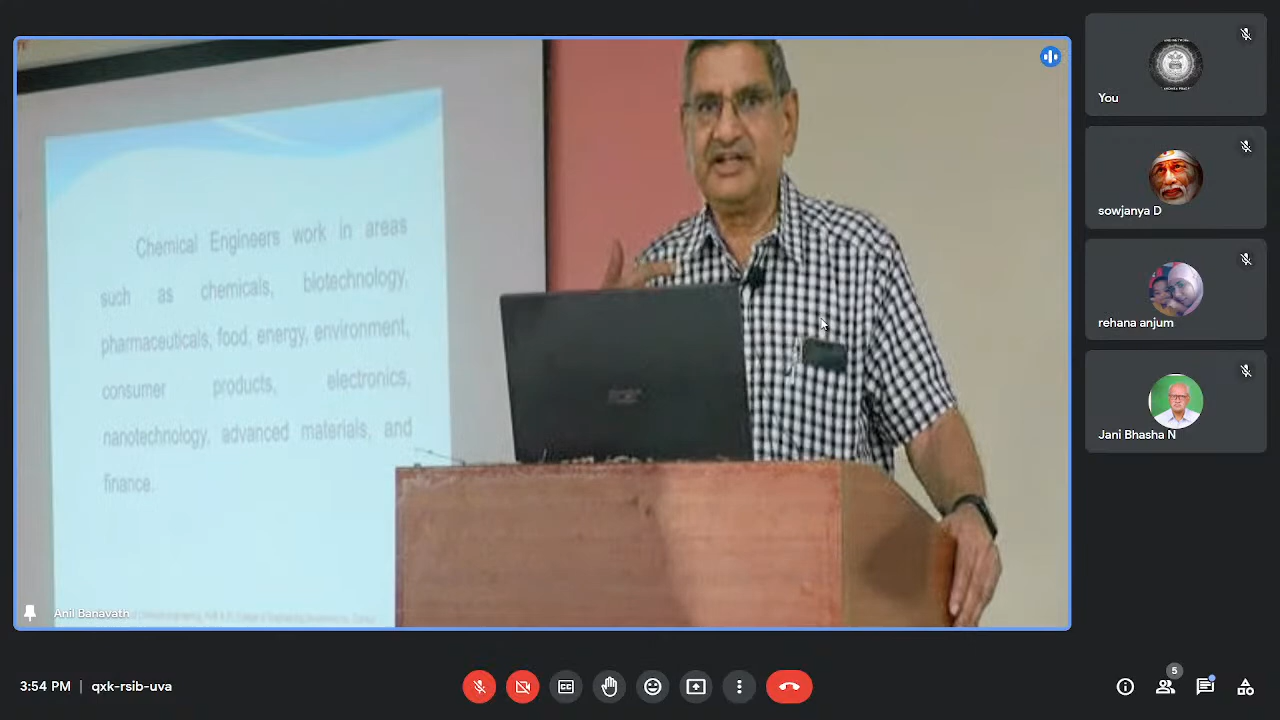 Chemical Engineers work in areas
such as chemicals, biotechnology,
pharmaceuticals, food, energy, environment,
consumer products, electronics,
nanotechnology, advanced materials, and
finance.
acer
Anil Banavath
You
sowjanya D
rehana anjum
Jani Bhasha N
3:54 PM | qxk-rsib-uva
5